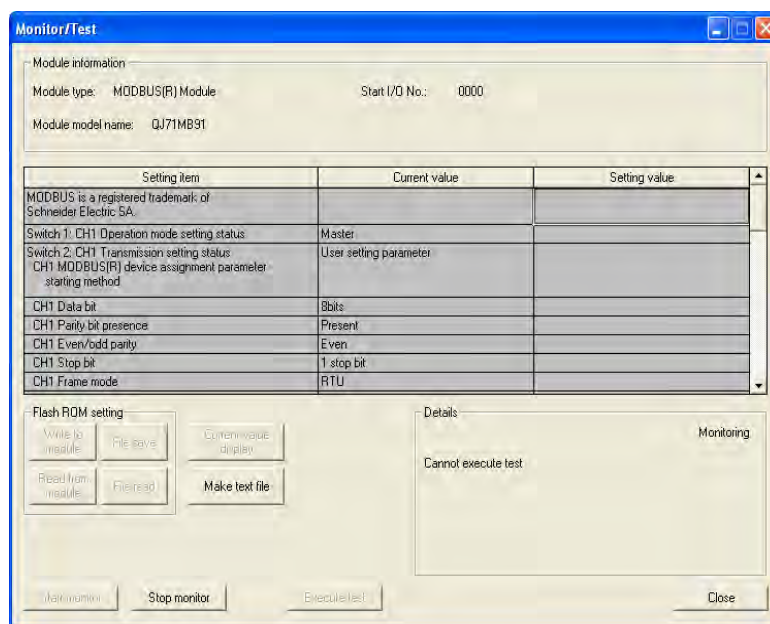 Monitor/Test
Module information
Module type: MODBUS(R) Module Start I/O No.: 0000
Module model name: QJ71MB91
Setting item Current value Setting value
MODBUS is a registered trademark of
Schneider Electric SA.
Switch 1: CH1 Operation mode setting status Master
Switch 2: CH1 Transmission setting status User setting parameter
CH1 MODBUS(R) device assignment parameter
starting method
CH1 Data bit 8bits
CH1 Parity bit presence Present
CH1 Even/odd parity Even
CH1 Stop bit 1 stop bit
CH1 Frame mode RTU
Flash ROM setting Details
Write to
module File save Current value
display Monitoring
Cannot execute test
Read from
module File read Make text file
Start monitor Stop monitor Execute test Close